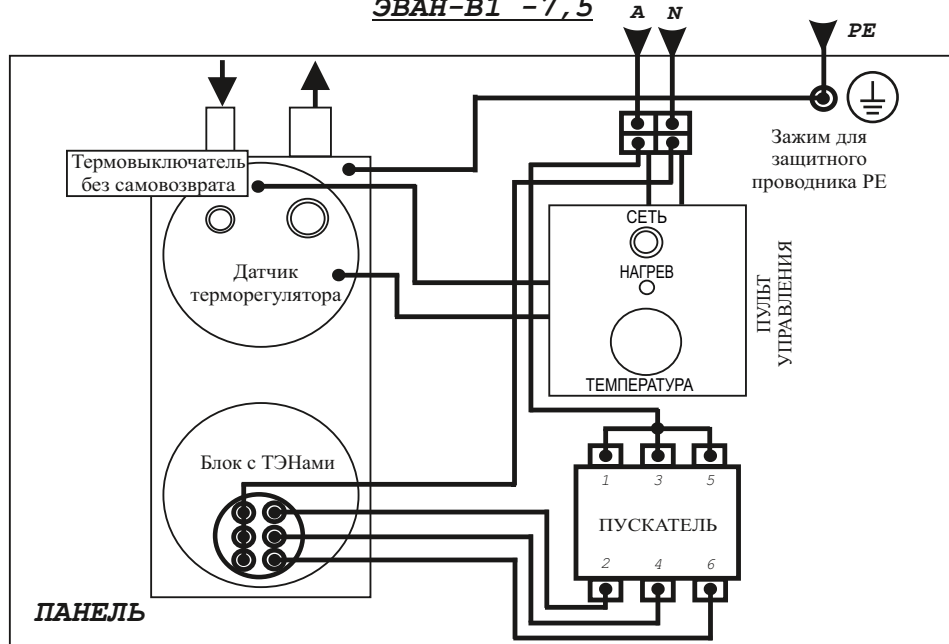 ЭВАН-В1 -7,5
A N
PE
Зажим для
защитного
проводника PE
Термовыключатель
без самовозврата
СЕТЬ
НАГРЕВ
ТЕМПЕРАТУРА
ПУЛЬТ
УПРАВЛЕНИЯ
Датчик
терморегулятора
Блок с ТЭНами
1 3 5
ПУСКАТЕЛЬ
2 4 6
ПАНЕЛЬ